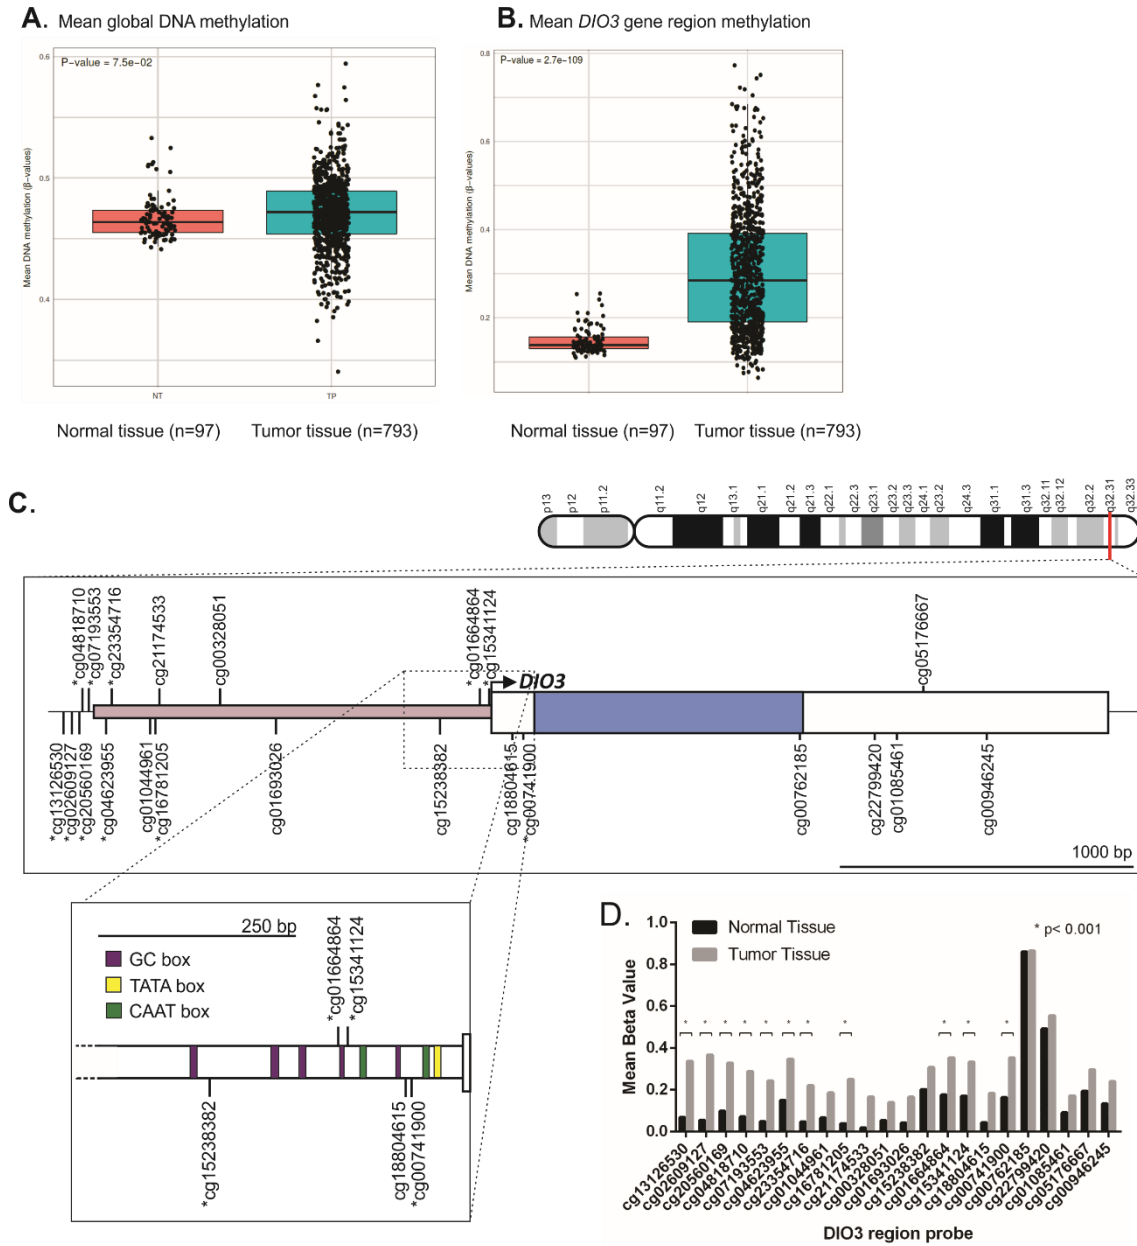 A. Mean global DNA methylation
P-value = 7.5e-02
Mean DNA methylation (β-values)
0.6
0.5
0.4
NT
TP
Normal tissue (n=97)
Tumor tissue (n=793)
B. Mean DIO3 gene region methylation
P-value = 2.7e-109
Mean DNA methylation (β-values)
0.8
0.6
0.4
0.2
Normal tissue (n=97)
Tumor tissue (n=793)
C.
p13
p12
p11.2
q11.2
q12
q13.1
q21.1
q21.2
q21.3
q22.1
q22.3
q23.1
q23.2
q23.3
q24.1
q23.2
q24.3
q31.1
q31.3
q32.11
q32.12
q32.2
q32.31
q32.33
*cg04818710
*cg07193553
*cg23354716
cg21174533
cg00328051
*cg01664864
*cg15341124
cg05176667
DIO3
*cg13126530
*cg02609127
*cg20560169
*cg04623955
cg01044961
*cg16781205
cg01693026
cg15238382
cg18804615
*cg00741900
cg00762185
cg22799420
cg01085461
cg00946245
1000 bp
250 bp
GC box
TATA box
CAAT box
*cg01664864
*cg15341124
*cg15238382
cg18804615
*cg00741900
D.
Normal Tissue
Tumor Tissue
* p< 0.001
Mean Beta Value
1.0
0.8
0.6
0.4
0.2
0.0
* * * * * * * * * * *
cg13126530
cg02609127
cg20560169
cg04818710
cg07193553
cg04623955
cg23354716
cg01044961
cg16781205
cg21174533
cg00328051
cg01693026
cg15238382
cg01664864
cg15341124
cg18804615
cg00741900
cg00762185
cg22799420
cg01085461
cg05176667
cg00946245
DIO3 region probe